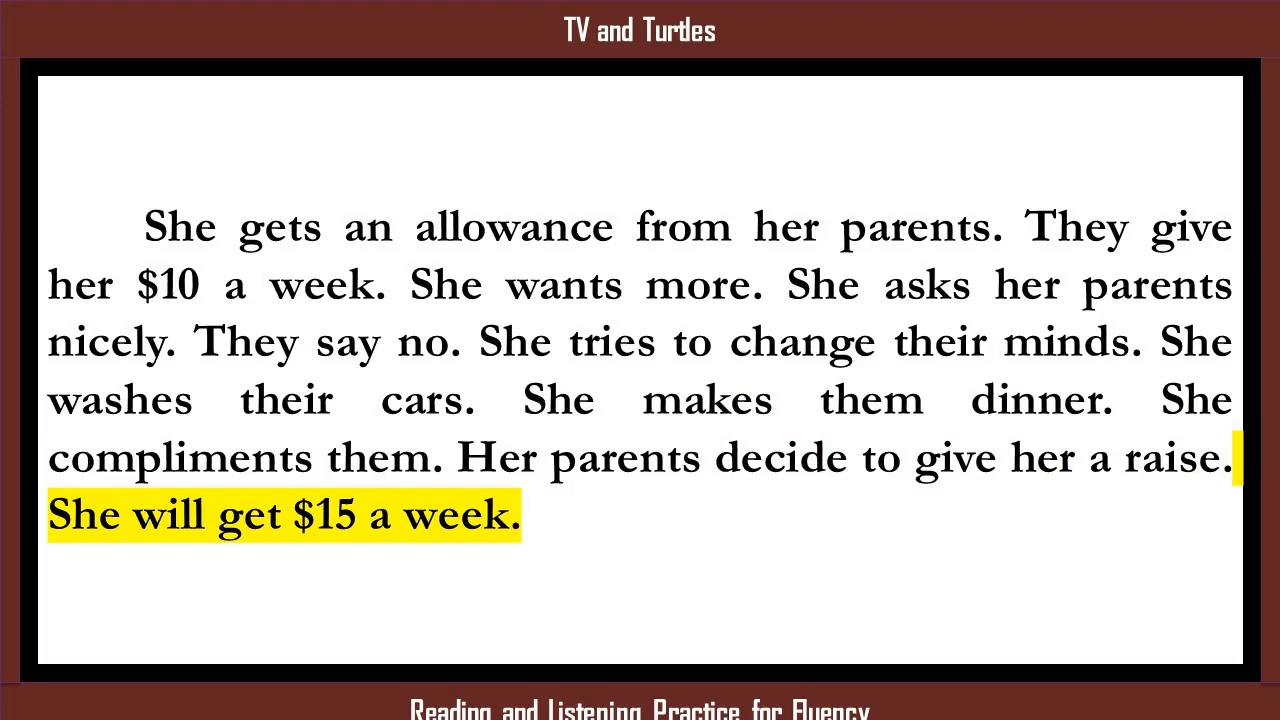 TV and Turtles
She gets an allowance from her parents. They give
her $10 a week. She wants more. She asks her parents
nicely. They say no. She tries to change their minds. She
washes their cars. She makes them dinner. She
compliments them. Her parents decide to give her a raise.
She will get $15 a week.
Reading and Listening Practice for Fluency